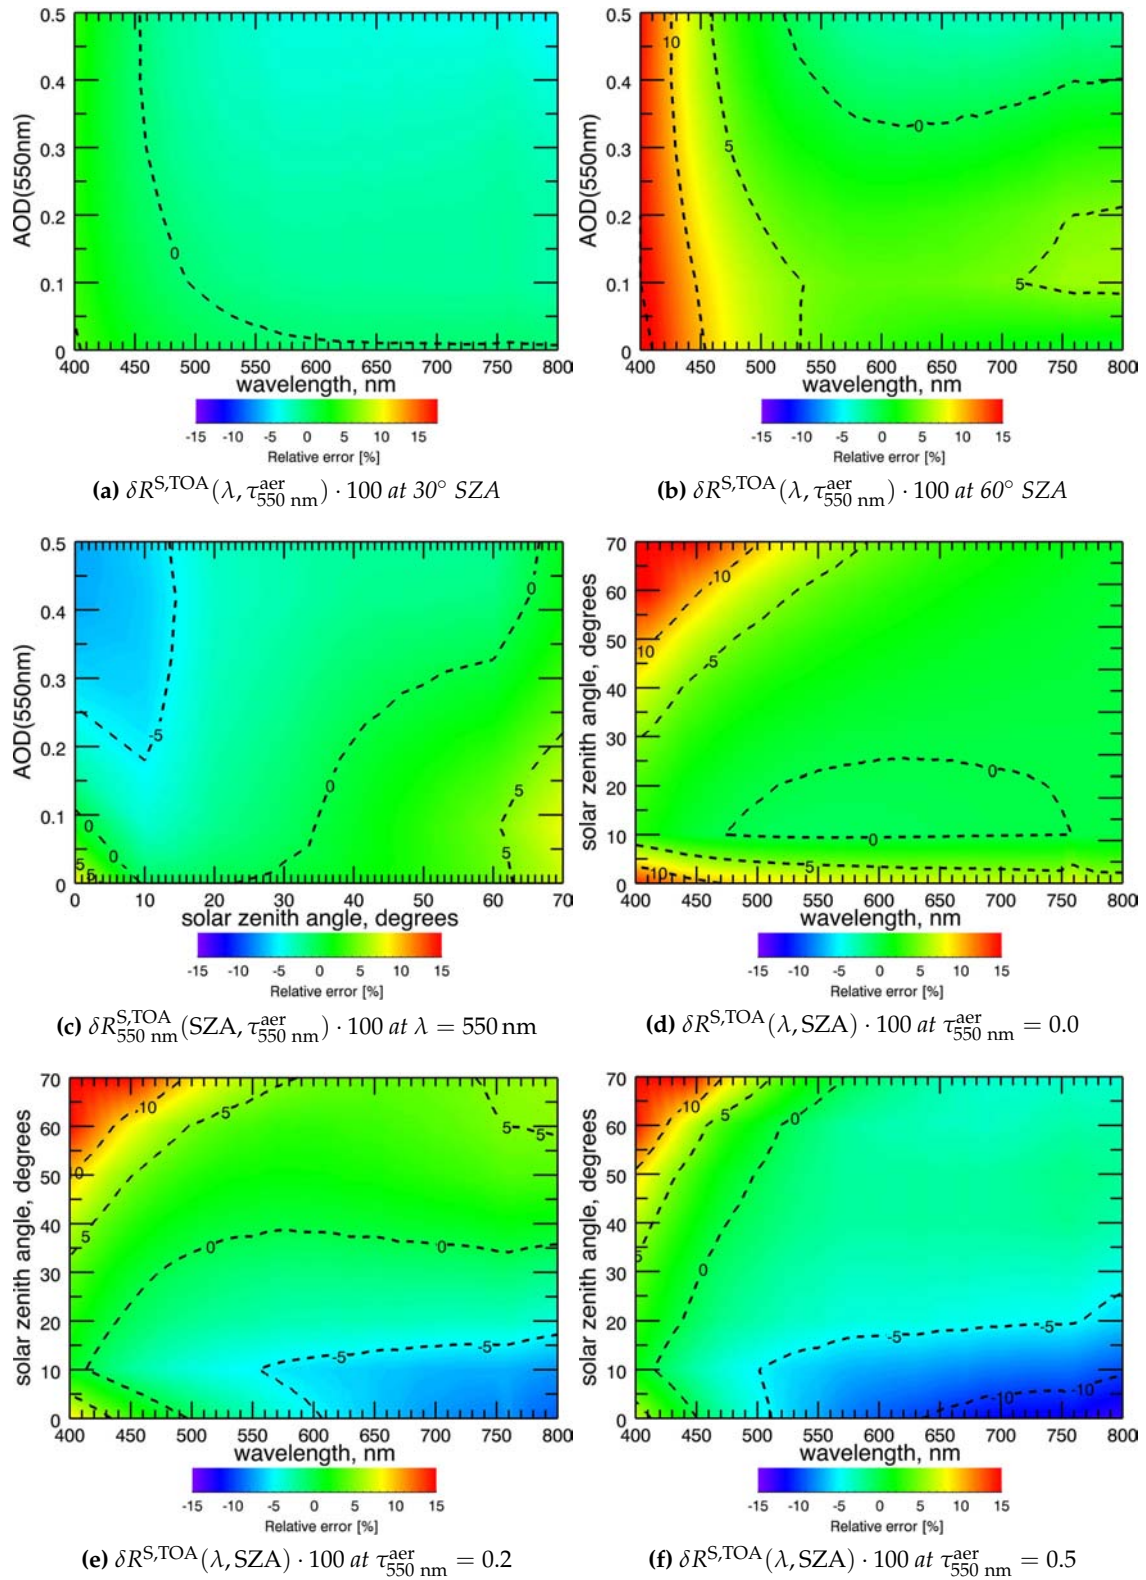 0.5
0.4
0.3
0.2
0.1
0
AOD(550nm)
0
400 450 500 550 600 650 700 750 800
wavelength, nm
-15 -10 -5 0 5 10 15
Relative error [%]
(a) δR^S,TOA(λ, τ^aer_550 nm) · 100 at 30° SZA
0.5
0.4
0.3
0.2
0.1
0
AOD(550nm)
10
5
0
5
400 450 500 550 600 650 700 750 800
wavelength, nm
-15 -10 -5 0 5 10 15
Relative error [%]
(b) δR^S,TOA(λ, τ^aer_550 nm) · 100 at 60° SZA
0.5
0.4
0.3
0.2
0.1
0
AOD(550nm)
-5
0
0
5
5
0
0
5
5
0 10 20 30 40 50 60 70
solar zenith angle, degrees
-15 -10 -5 0 5 10 15
Relative error [%]
(c) δR^S,TOA_550 nm(SZA, τ^aer_550 nm) · 100 at λ = 550 nm
70
60
50
40
30
20
10
0
solar zenith angle, degrees
10
10
5
0
0
5
10
400 450 500 550 600 650 700 750 800
wavelength, nm
-15 -10 -5 0 5 10 15
Relative error [%]
(d) δR^S,TOA(λ, SZA) · 100 at τ^aer_550 nm = 0.0
70
60
50
40
30
20
10
0
solar zenith angle, degrees
10
10
5
5
5
5
0
0
-5
-5
400 450 500 550 600 650 700 750 800
wavelength, nm
-15 -10 -5 0 5 10 15
Relative error [%]
(e) δR^S,TOA(λ, SZA) · 100 at τ^aer_550 nm = 0.2
70
60
50
40
30
20
10
0
solar zenith angle, degrees
10
5
5
0
0
-5
-5
-10
-10
400 450 500 550 600 650 700 750 800
wavelength, nm
-15 -10 -5 0 5 10 15
Relative error [%]
(f) δR^S,TOA(λ, SZA) · 100 at τ^aer_550 nm = 0.5